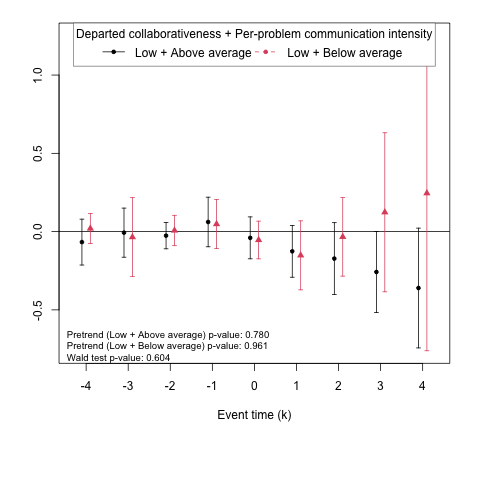 Departed collaborativeness + Per-problem communication intensity
Low + Above average Low + Below average
1.0
0.5
0.0
-0.5
Pretrend (Low + Above average) p-value: 0.780
Pretrend (Low + Below average) p-value: 0.961
Wald test p-value: 0.604
-4 -3 -2 -1 0 1 2 3 4
Event time (k)